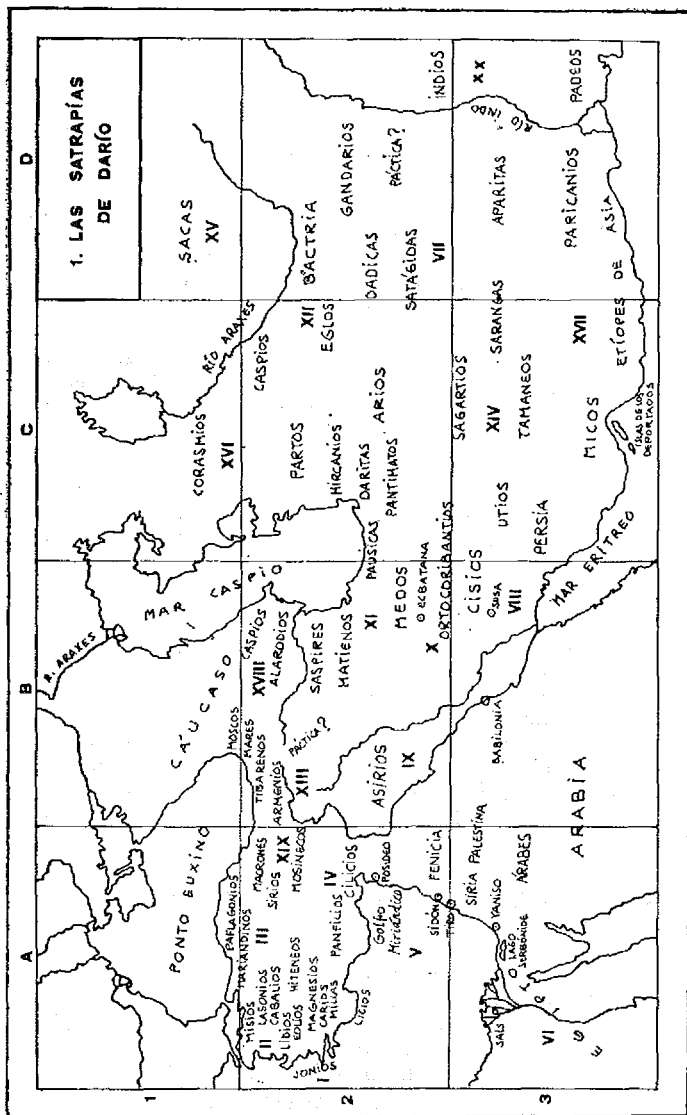 1. LAS SATRAPÍAS
DE DARÍO
A
B
C
D
1
2
3
PONTO EUXINO
CÁUCASO
R. ARAXES
MAR CASPIO
CORASMIOS
XVI
RÍO ARAXES
SACAS
XV
MISIOS
MARIANDINOS
PAFLAGONIOS
II
LASONIOS
CABALIOS
LIDIOS
EOLIOS
HITENEOS
MAGNESIOS
CARIOS
MILIAS
LICIOS
JONIOS
I
III
MACRONES
SIRIOS
XIX
MOSINECOS
PANFILIOS
IV
CILICIOS
MOSCOS
MARES
TIBARENOS
ARMENIOS
XIII
PÁCTICA?
XVIII
CASPIOS
ALARODIOS
SASPIRES
MATIENOS
PARTOS
HIRCANIOS
CASPIOS
XII
EGLOS
BACTRIA
DARITAS
PANTIMATOS
ARIOS
PAUSICAS
XI
MEDOS
ECBATANA
X
ORTOCORIBANTIOS
GANDARIOS
DADICAS
PÁCTICA?
SATÁGIDAS
VII
INDIOS
XX
RÍO INDO
PADEOS
POSIDEO
Golfo
Miriándico
V
FENICIA
SIDÓN
TIRO
SIRIA PALESTINA
YANISO
LAGO
SERBÓNIDE
ÁRABES
SAIS
VI
ARABIA
ASIRIOS
IX
BABILONIA
CISIOS
SUSA
VIII
UTIOS
PERSIA
MAR ERITREO
SAGARTIOS
XIV
SARANGAS
TAMANEOS
MICOS
ISLAS DE LOS
DEPORTADOS
XVII
APARITAS
PARICANIOS
ETÍOPES DE ASIA